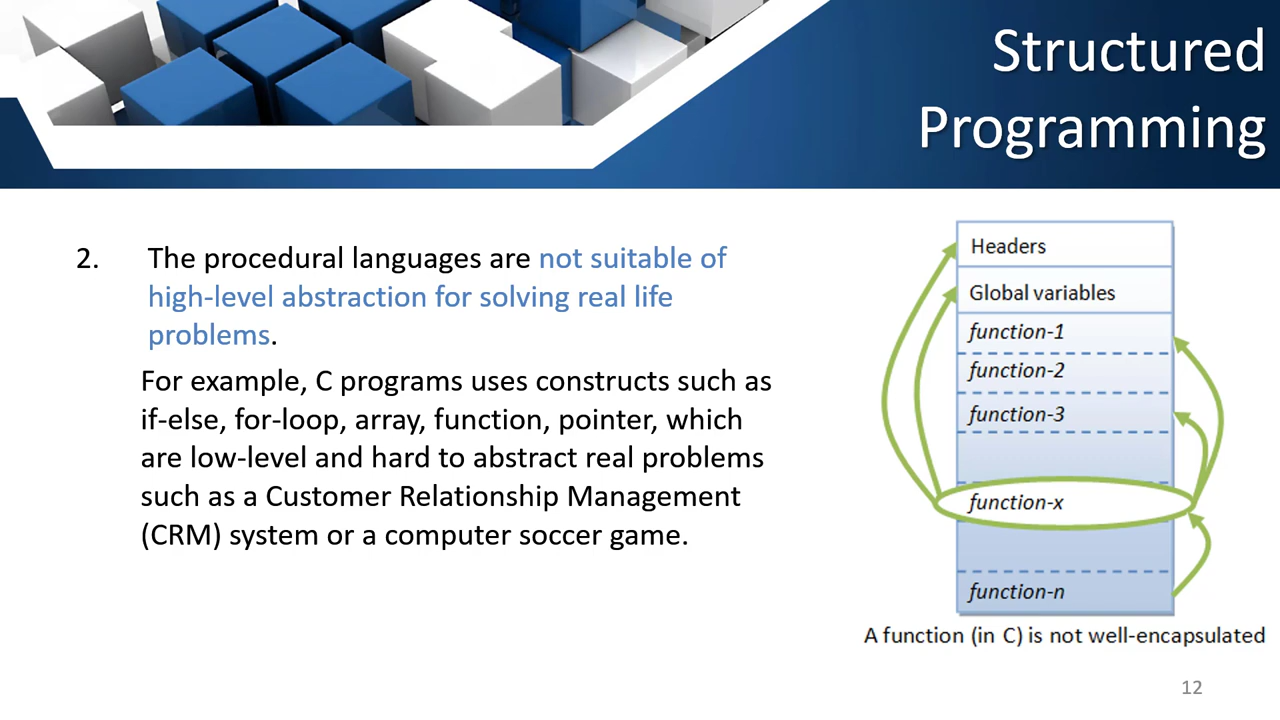 Structured
Programming
2. The procedural languages are not suitable of
high-level abstraction for solving real life
problems.
For example, C programs uses constructs such as
if-else, for-loop, array, function, pointer, which
are low-level and hard to abstract real problems
such as a Customer Relationship Management
(CRM) system or a computer soccer game.
Headers
Global variables
function-1
function-2
function-3
function-x
function-n
A function (in C) is not well-encapsulated
12